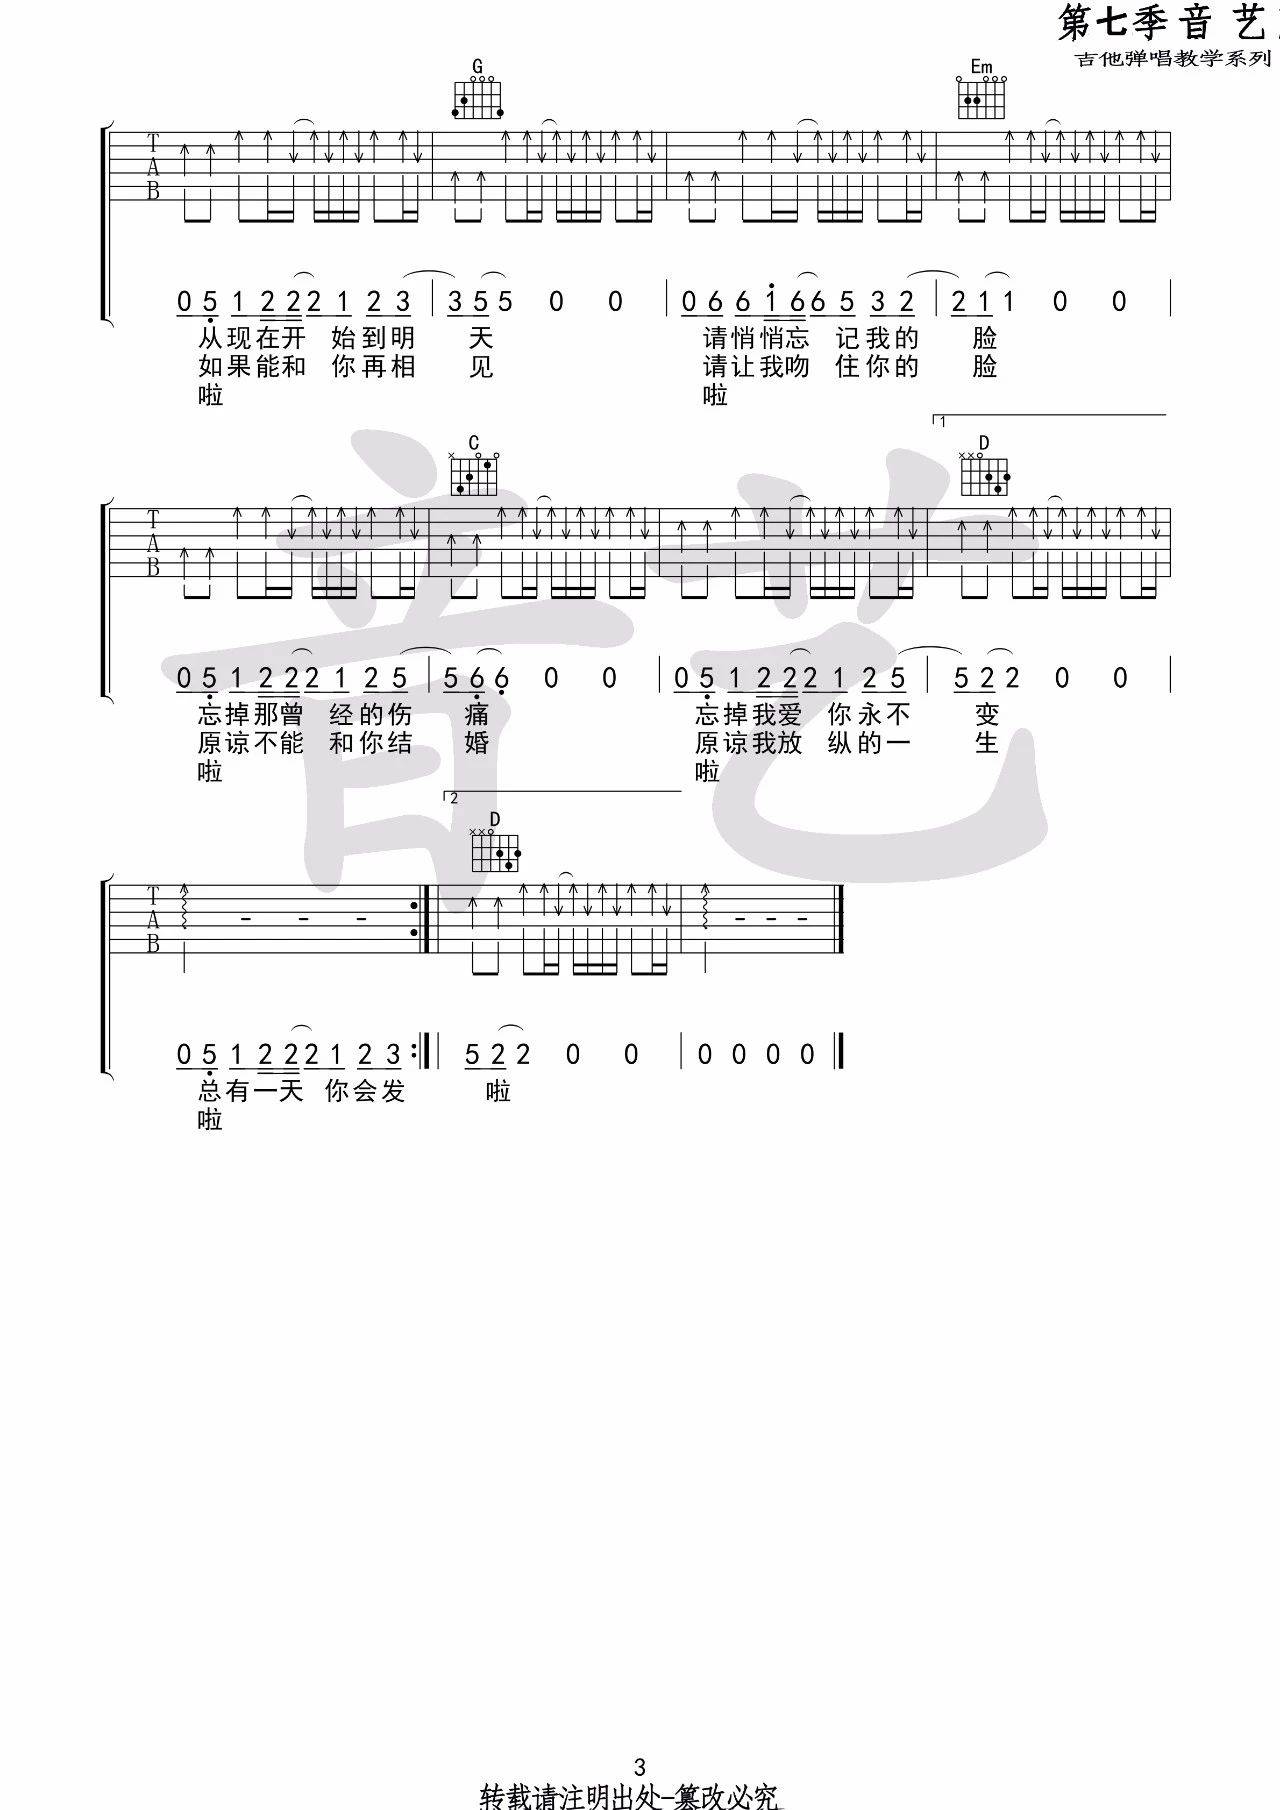 第七季音艺
吉他弹唱教学系列
G Em
T
A
B
0 5 1 2 2 2 1 2 3 | 3 5 5 0 0 | 0 6 6 1 6 6 5 3 2 | 2 1 1 0 0 |
从现在开 始到明 天 请悄悄忘 记我的 脸
如果能和 你再相 见 请让我吻 住你的 脸
啦 啦
1
C D
T
A
B
0 5 1 2 2 2 1 2 5 | 5 6 6 0 0 | 0 5 1 2 2 2 1 2 5 | 5 2 2 0 0 |
忘掉那曾 经的伤 痛 忘掉我爱 你永不 变
原谅不能 和你结 婚 原谅我放 纵的一 生
啦 啦
音艺
2
D
T
A
B
0 5 1 2 2 2 1 2 3 :| 5 2 2 0 0 | 0 0 0 0
总有一天 你会发 啦
啦
3
转载请注明出处-篡改必究